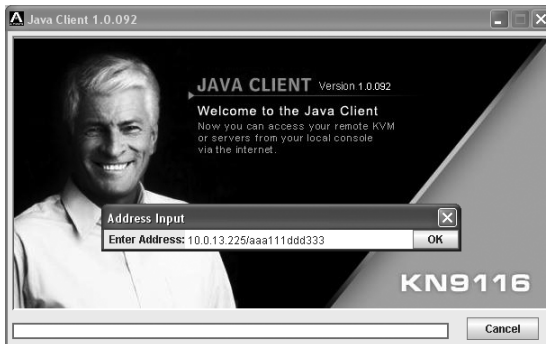 Java Client 1.0.092
JAVA CLIENT Version 1.0.092
Welcome to the Java Client
Now you can access your remote KVM
or servers from your local console
via the internet.
Address Input
Enter Address: 10.0.13.225/aaa111ddd333
OK
KN9116
Cancel